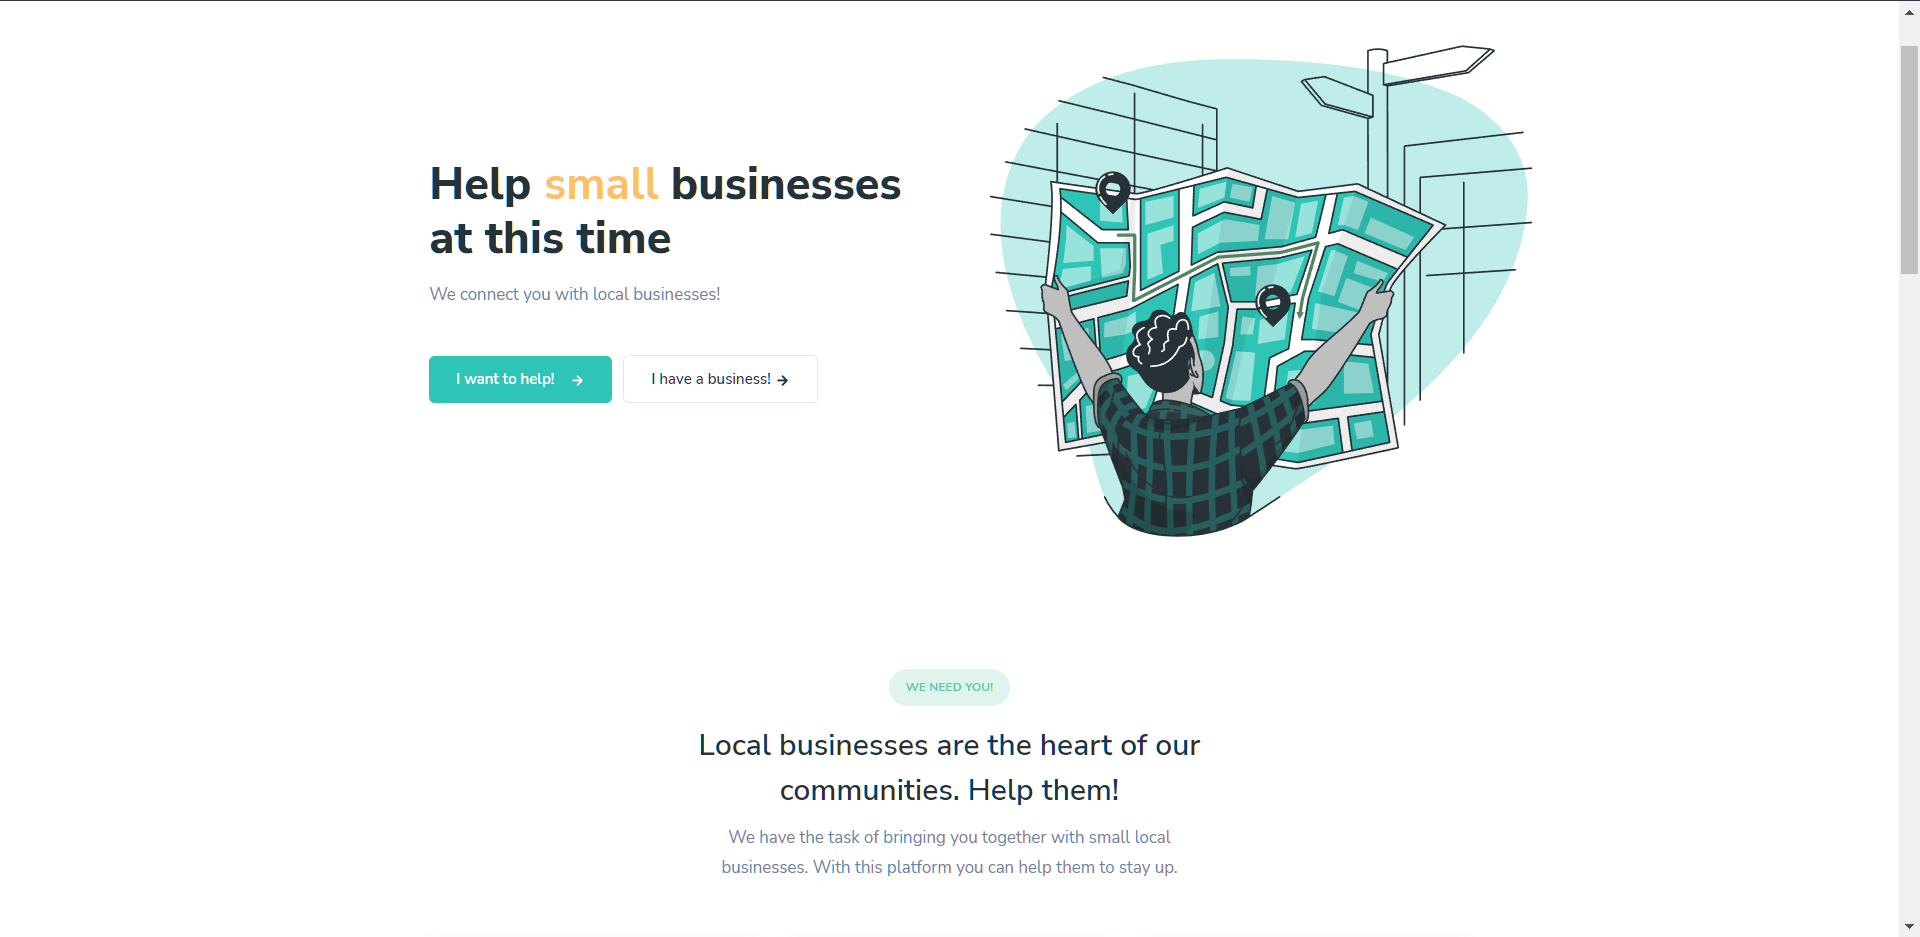 Help small businesses
at this time
We connect you with local businesses!
I want to help!
I have a business!
WE NEED YOU!
Local businesses are the heart of our
communities. Help them!
We have the task of bringing you together with small local
businesses. With this platform you can help them to stay up.